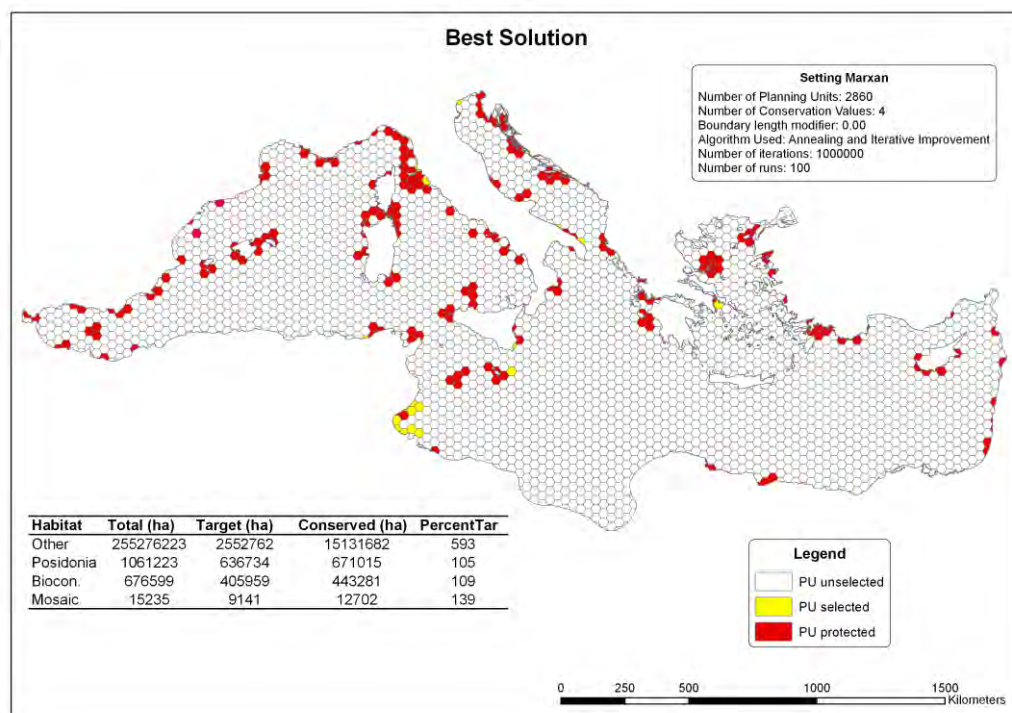 Best Solution
Setting Marxan
Number of Planning Units: 2860
Number of Conservation Values: 4
Boundary length modifier: 0.00
Algorithm Used: Annealing and Iterative Improvement
Number of iterations: 1000000
Number of runs: 100
Habitat Total (ha) Target (ha) Conserved (ha) PercentTar
Other 255276223 2552762 15131682 593
Posidonia 1061223 636734 671015 105
Biocon. 676599 405959 443281 109
Mosaic 15235 9141 12702 139
Legend
PU unselected
PU selected
PU protected
0 250 500 1000 1500
Kilometers